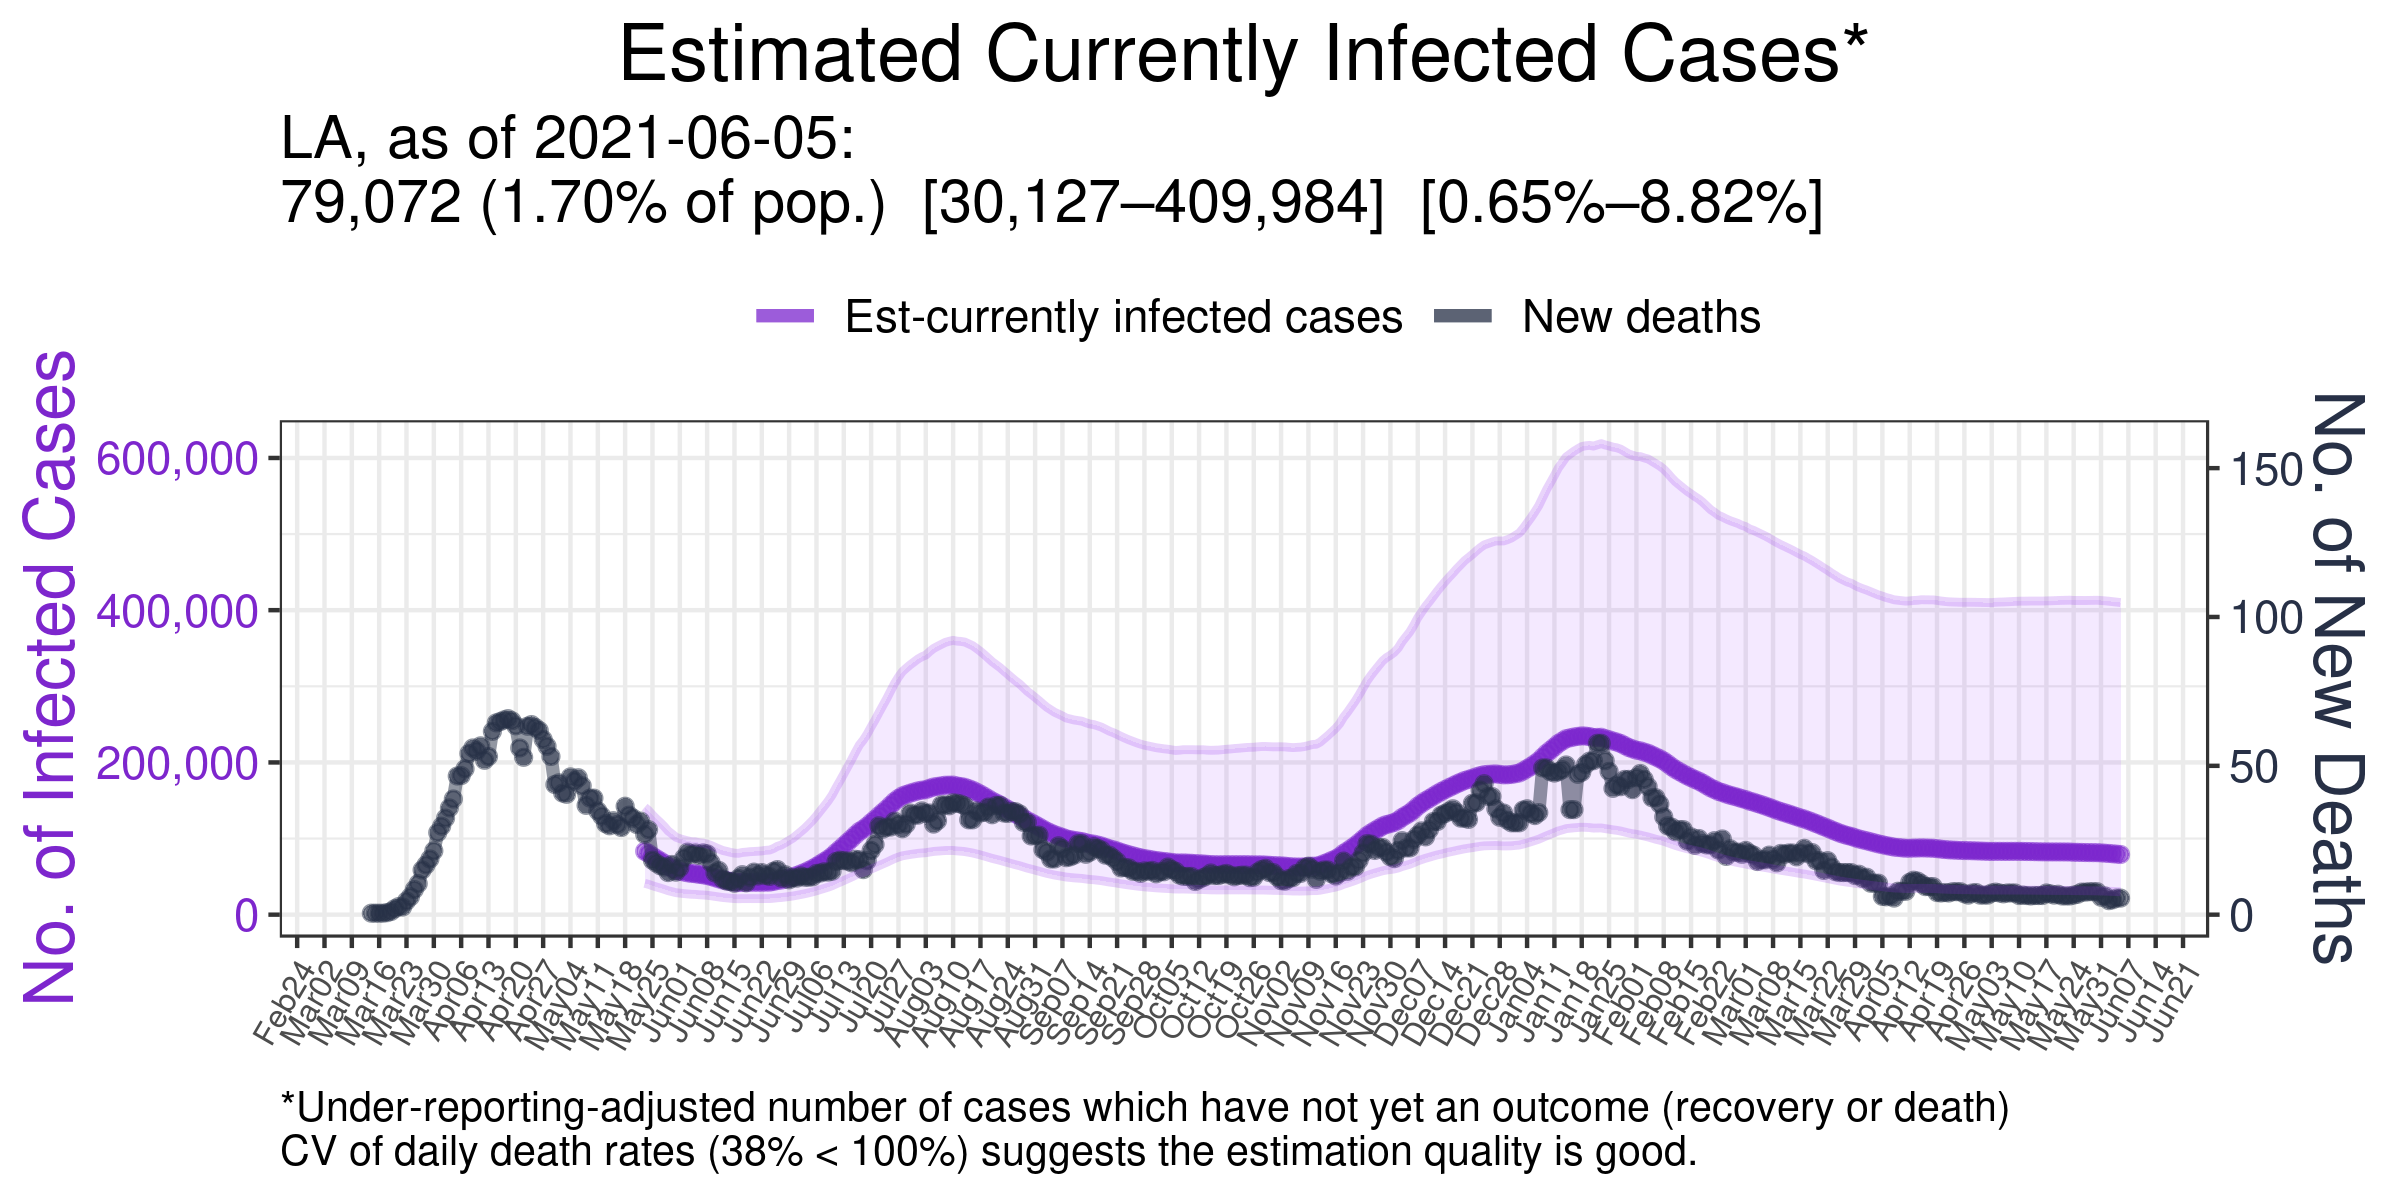 Estimated Currently Infected Cases*
LA, as of 2021-06-05:
79,072 (1.70% of pop.) [30,127–409,984] [0.65%–8.82%]
Est-currently infected cases New deaths
No. of Infected Cases
600,000
400,000
200,000
0
150
100
50
0
No. of New Deaths
Feb24 Mar02 Mar09 Mar16 Mar23 Mar30 Apr06 Apr13 Apr20 Apr27 May04 May11 May18 May25 Jun01 Jun08 Jun15 Jun22 Jun29 Jul06 Jul13 Jul20 Jul27 Aug03 Aug10 Aug17 Aug24 Aug31 Sep07 Sep14 Sep21 Sep28 Oct05 Oct12 Oct19 Oct26 Nov02 Nov09 Nov16 Nov23 Nov30 Dec07 Dec14 Dec21 Dec28 Jan04 Jan11 Jan18 Jan25 Feb01 Feb08 Feb15 Feb22 Mar01 Mar08 Mar15 Mar22 Mar29 Apr05 Apr12 Apr19 Apr26 May03 May10 May17 May24 May31 Jun07 Jun14 Jun21
*Under-reporting-adjusted number of cases which have not yet an outcome (recovery or death)
CV of daily death rates (38% < 100%) suggests the estimation quality is good.